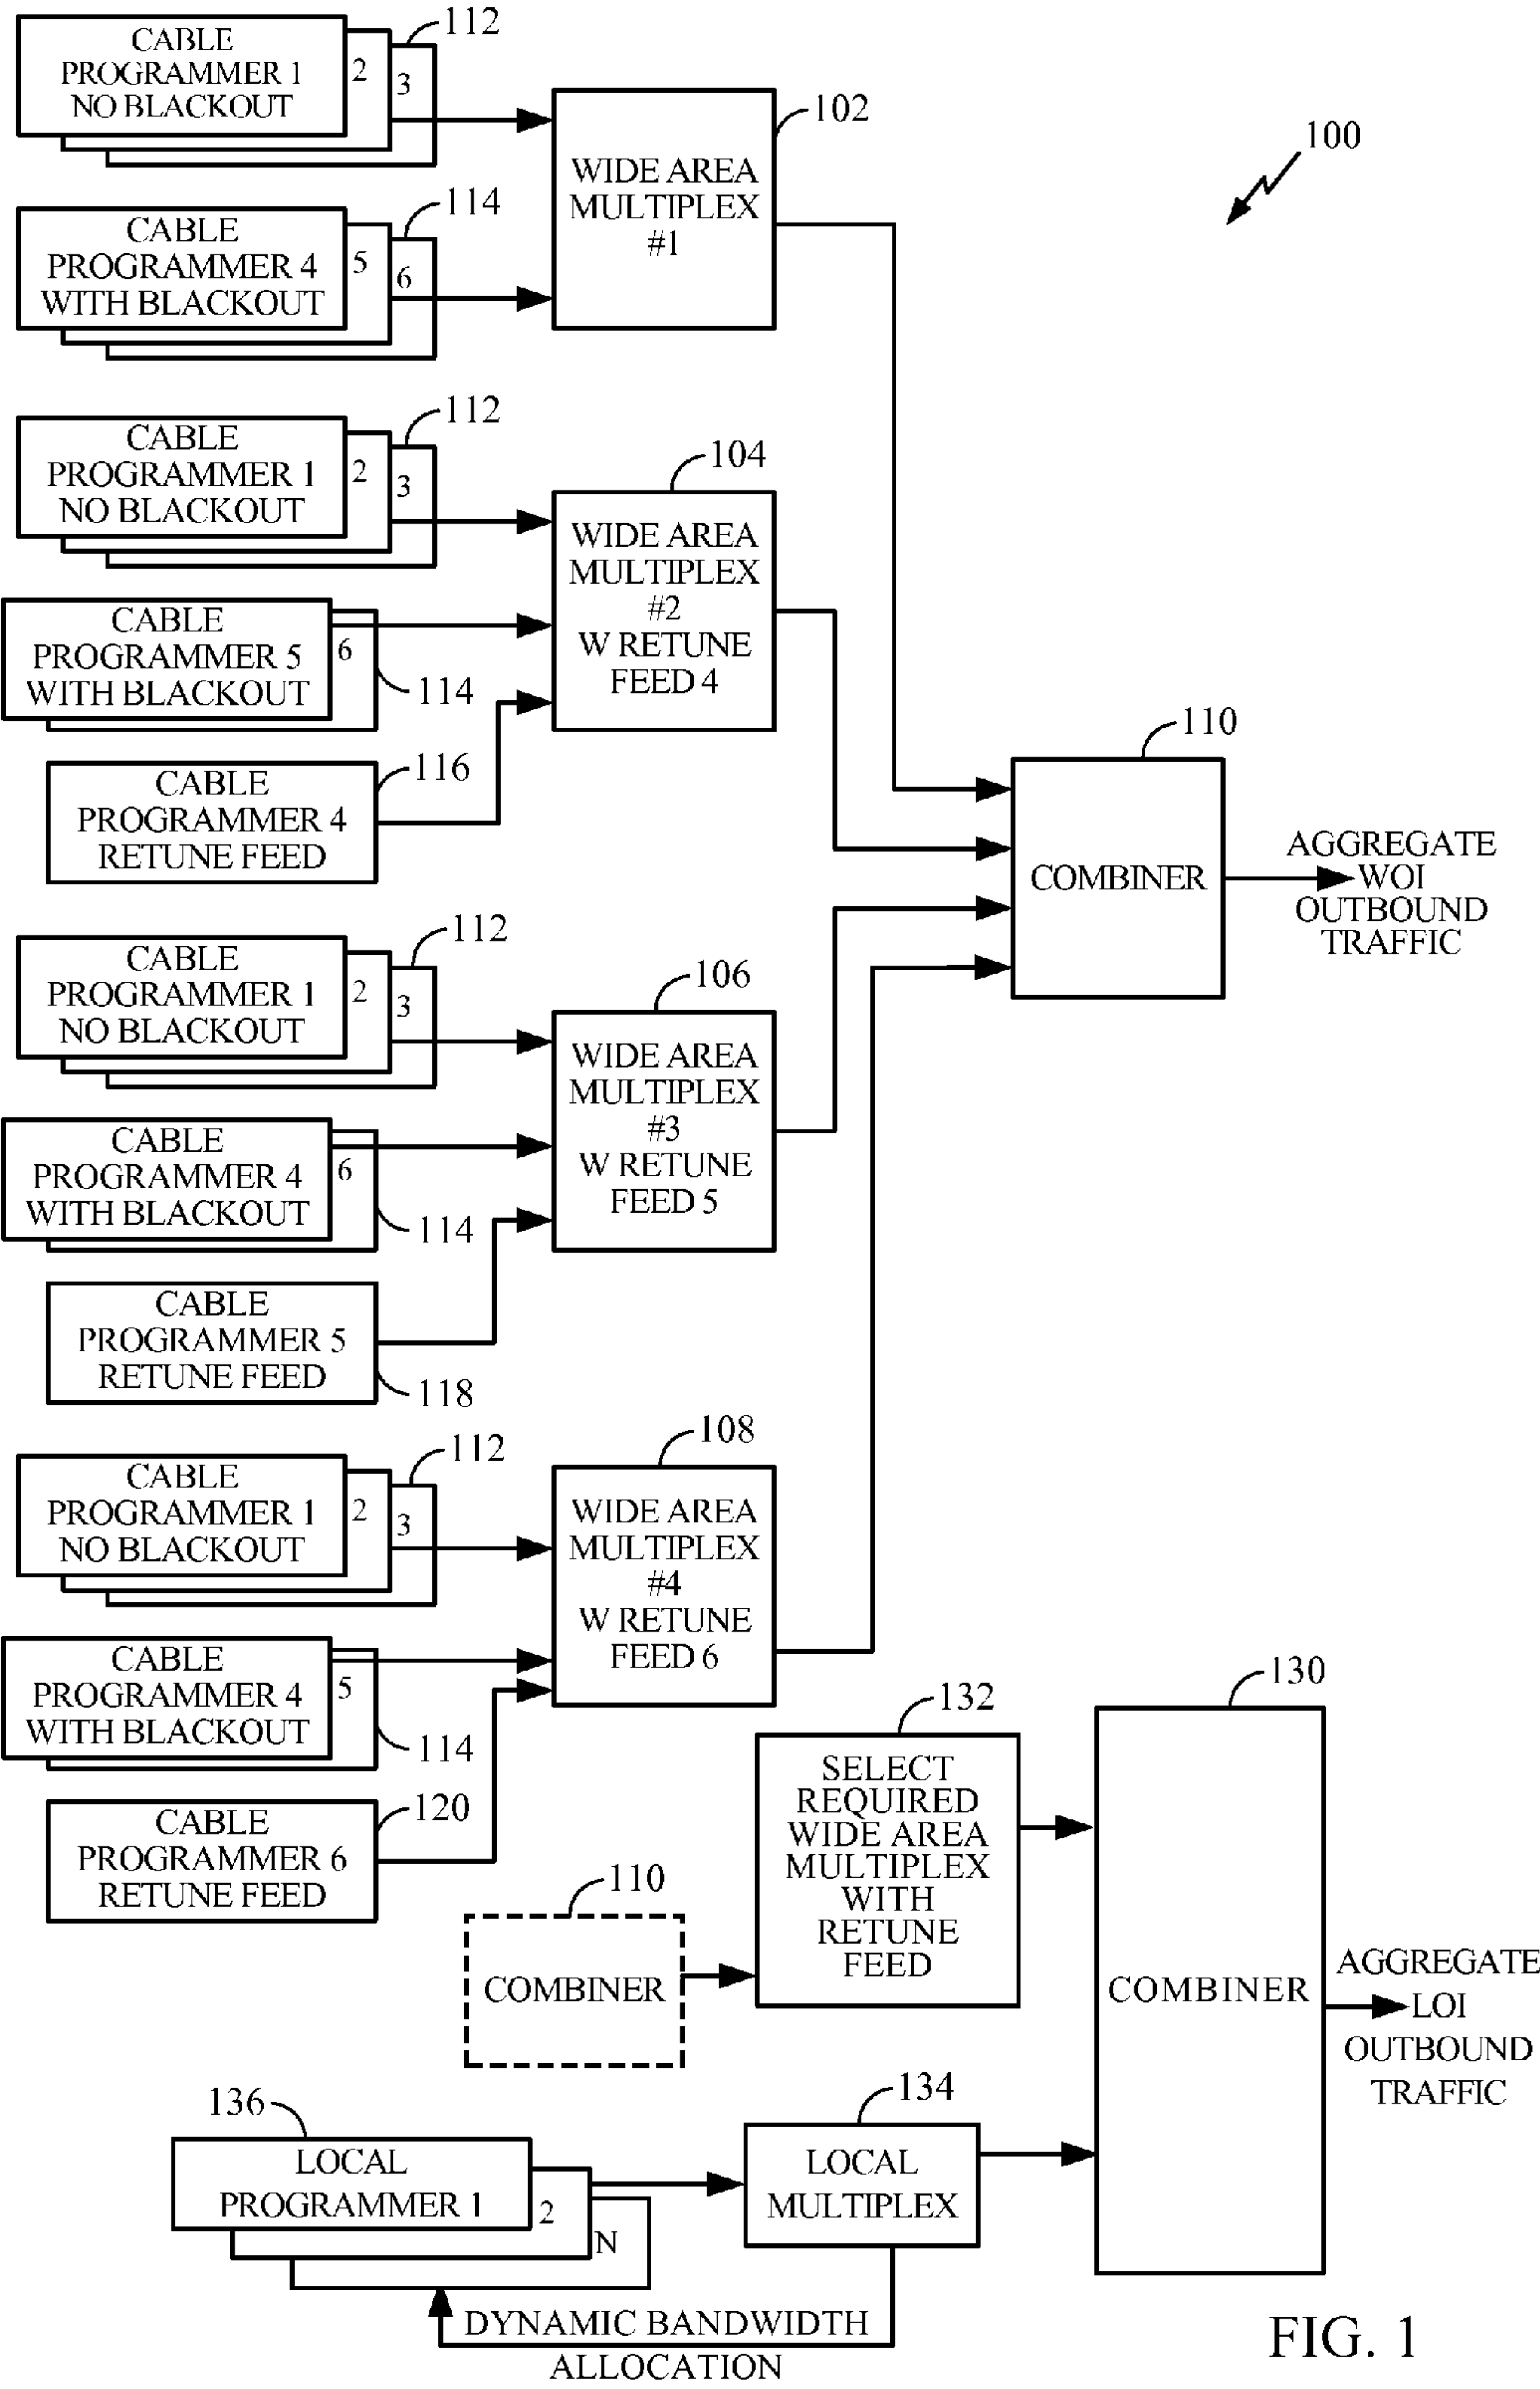 CABLE
PROGRAMMER 1
NO BLACKOUT
2
3
112
CABLE
PROGRAMMER 4
WITH BLACKOUT
5
6
114
WIDE AREA
MULTIPLEX
#1
102
100
CABLE
PROGRAMMER 1
NO BLACKOUT
2
3
112
CABLE
PROGRAMMER 5
WITH BLACKOUT
6
114
CABLE
PROGRAMMER 4
RETUNE FEED
116
WIDE AREA
MULTIPLEX
#2
W RETUNE
FEED 4
104
110
COMBINER
AGGREGATE
WOI
OUTBOUND
TRAFFIC
CABLE
PROGRAMMER 1
NO BLACKOUT
2
3
112
CABLE
PROGRAMMER 4
WITH BLACKOUT
6
114
CABLE
PROGRAMMER 5
RETUNE FEED
118
WIDE AREA
MULTIPLEX
#3
W RETUNE
FEED 5
106
CABLE
PROGRAMMER 1
NO BLACKOUT
2
3
112
CABLE
PROGRAMMER 4
WITH BLACKOUT
5
114
CABLE
PROGRAMMER 6
RETUNE FEED
120
WIDE AREA
MULTIPLEX
#4
W RETUNE
FEED 6
108
110
COMBINER
132
SELECT
REQUIRED
WIDE AREA
MULTIPLEX
WITH
RETUNE
FEED
130
COMBINER
AGGREGATE
LOI
OUTBOUND
TRAFFIC
136
LOCAL
PROGRAMMER 1
2
N
134
LOCAL
MULTIPLEX
DYNAMIC BANDWIDTH
ALLOCATION
FIG. 1